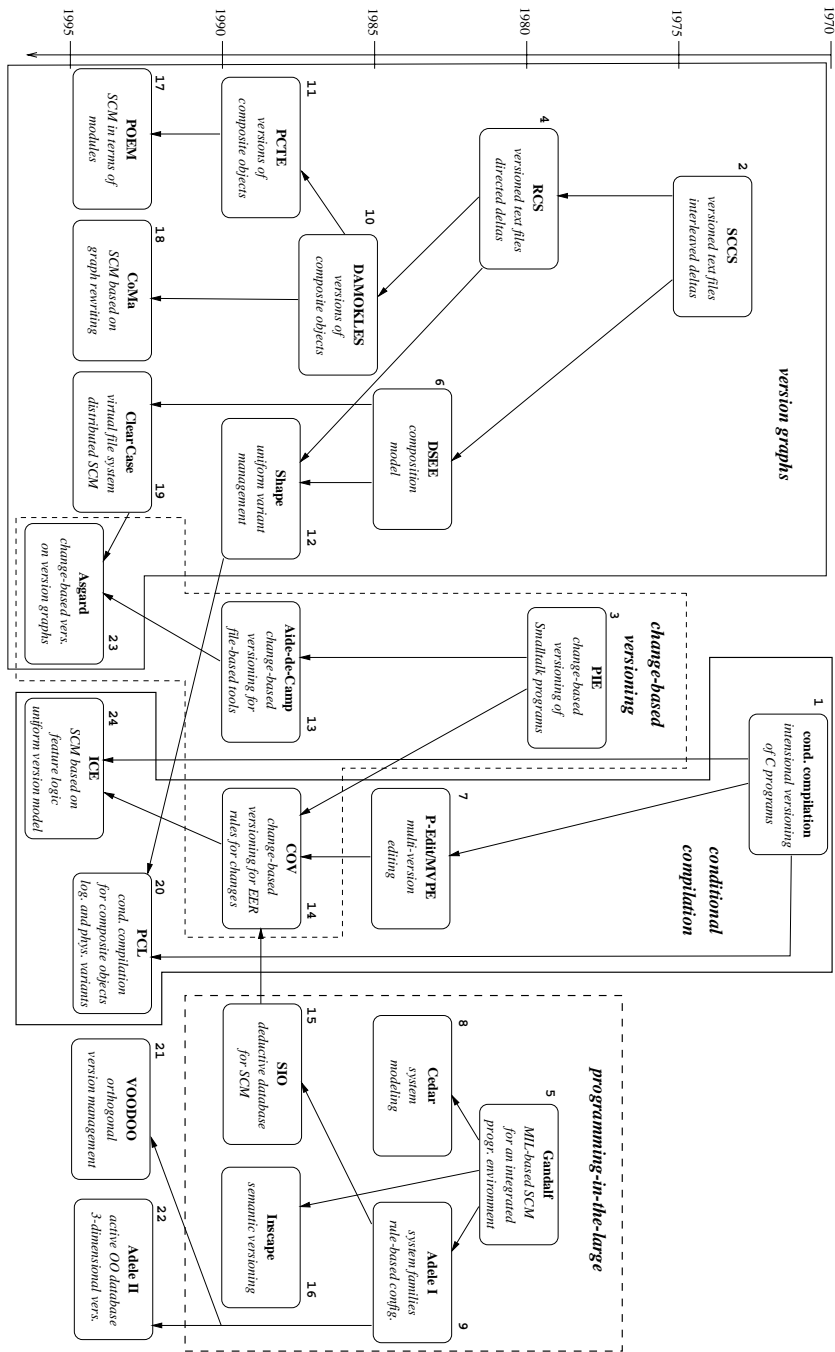 1970
1975
1980
1985
1990
1995
version graphs
change-based
versioning
conditional
compilation
programming-in-the-large
1
cond. compilation
intensional versioning
of C programs
2
SCCS
versioned text files
interleaved deltas
3
PIE
change-based
versioning of
Smalltalk programs
4
RCS
versioned text files
directed deltas
5
Gandalf
MIL-based SCM
for an integrated
progr. environment
6
DSEE
composition
model
7
P-Edit/MVPE
multi-version
editing
8
Cedar
system
modeling
9
Adele I
system families
rule-based config.
10
DAMOKLES
versions of
composite objects
11
PCTE
versions of
composite objects
12
Shape
uniform variant
management
13
Aide-de-Camp
change-based
versioning for
file-based tools
14
COV
change-based
versioning for EER
rules for changes
15
SIO
deductive database
for SCM
16
Inscape
semantic versioning
17
POEM
SCM in terms of
modules
18
CoMa
SCM based on
graph rewriting
19
ClearCase
virtual file system
distributed SCM
23
Asgard
change-based vers.
on version graphs
24
ICE
SCM based on
feature logic
uniform version model
20
PCL
cond. compilation
for composite objects
log. and phys. variants
21
VOODOO
orthogonal
version management
22
Adele II
active OO database
3-dimensional vers.